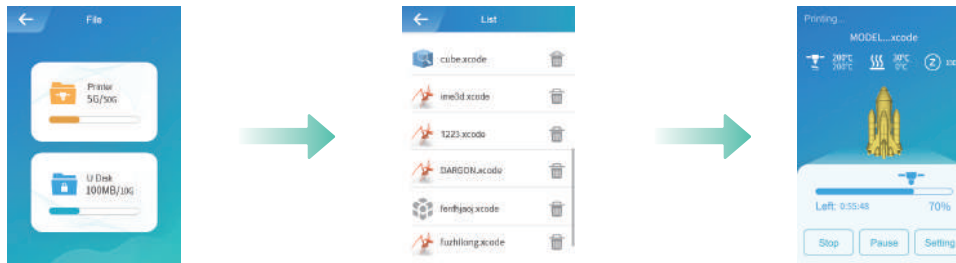 File
Printer
5G/50G
U Disk
100MB/10G
List
cube.xcode
ime3d.xcode
1223.xcode
DARGON.xcode
fenfhjaoj.xcode
fuzhiliang.xcode
Printing...
MODEL....xcode
200°C
200°C
30°C
0°C
Z
Left: 0:55:48
70%
Stop
Pause
Setting